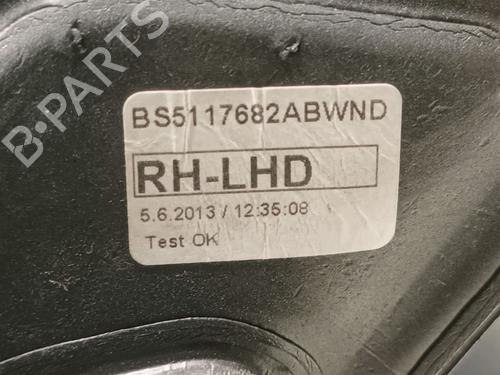 B-PARTS
BS5117682ABWND
RH-LHD
5.6.2013 / 12:35:08
Test OK